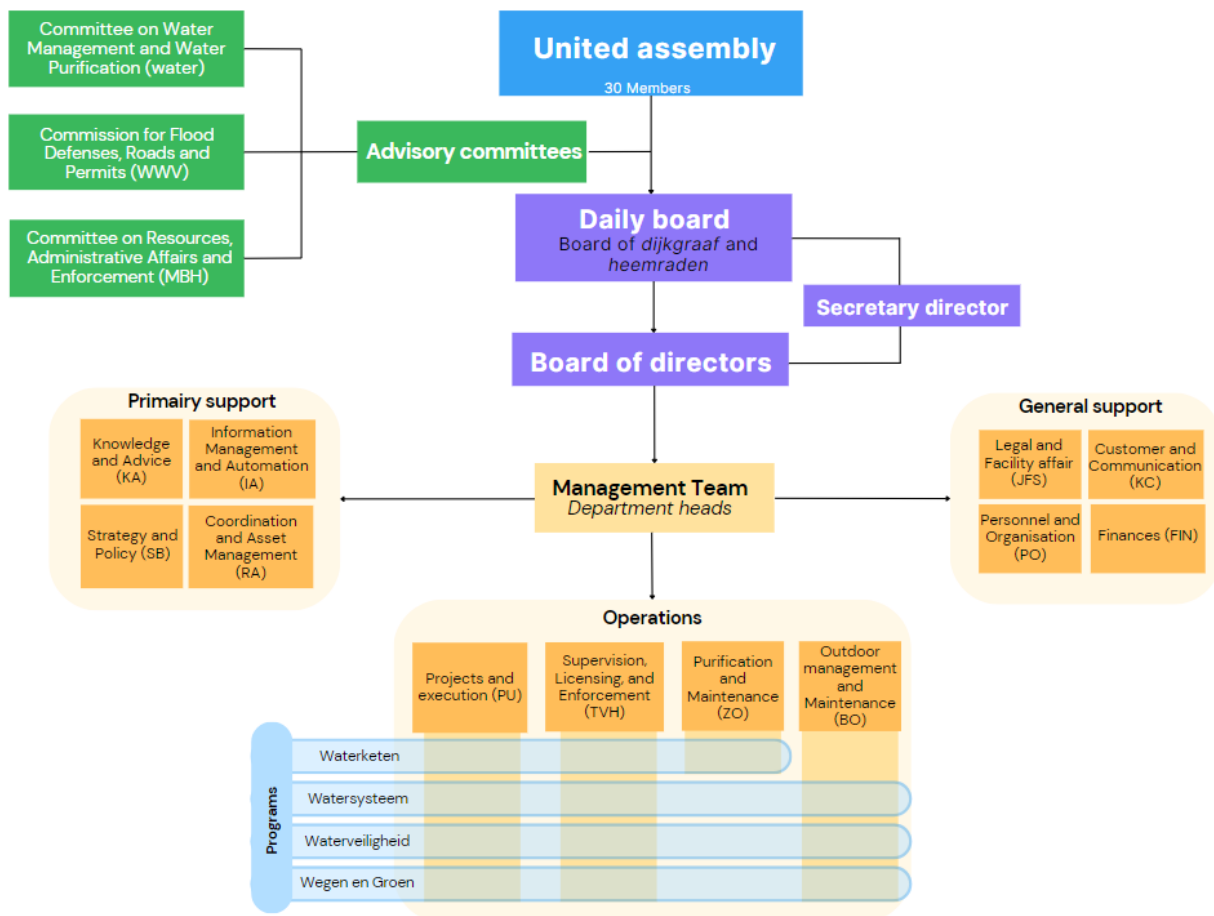 Committee on Water
Management and Water
Purification (water)
United assembly
30 Members
Commission for Flood
Defenses, Roads and
Permits (WWV)
Advisory committees
Committee on Resources,
Administrative Affairs and
Enforcement (MBH)
Daily board
Board of dijkgraaf and
heemraden
Secretary director
Board of directors
Primairy support
Knowledge
and Advice
(KA)
Information
Management
and Automation
(IA)
Strategy and
Policy (SB)
Coordination
and Asset
Management
(RA)
Management Team
Department heads
General support
Legal and
Facility affair
(JFS)
Customer and
Communication
(KC)
Personnel and
Organisation
(PO)
Finances (FIN)
Operations
Projects and
execution (PU)
Supervision,
Licensing, and
Enforcement
(TVH)
Purification
and
Maintenance
(ZO)
Outdoor
management
and
Maintenance
(BO)
Programs
Waterketen
Watersysteem
Waterveiligheid
Wegen en Groen